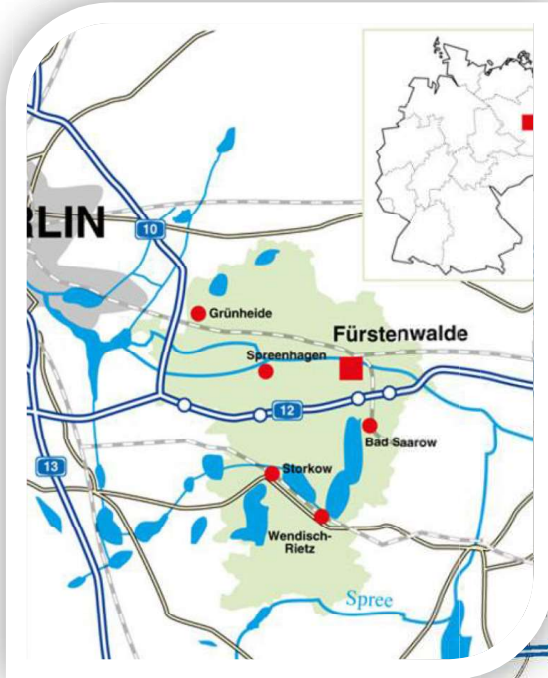 RLIN
10
Grünheide
Fürstenwalde
Spreenhagen
12
Bad Saarow
13
Storkow
Wendisch-
Rietz
Spree